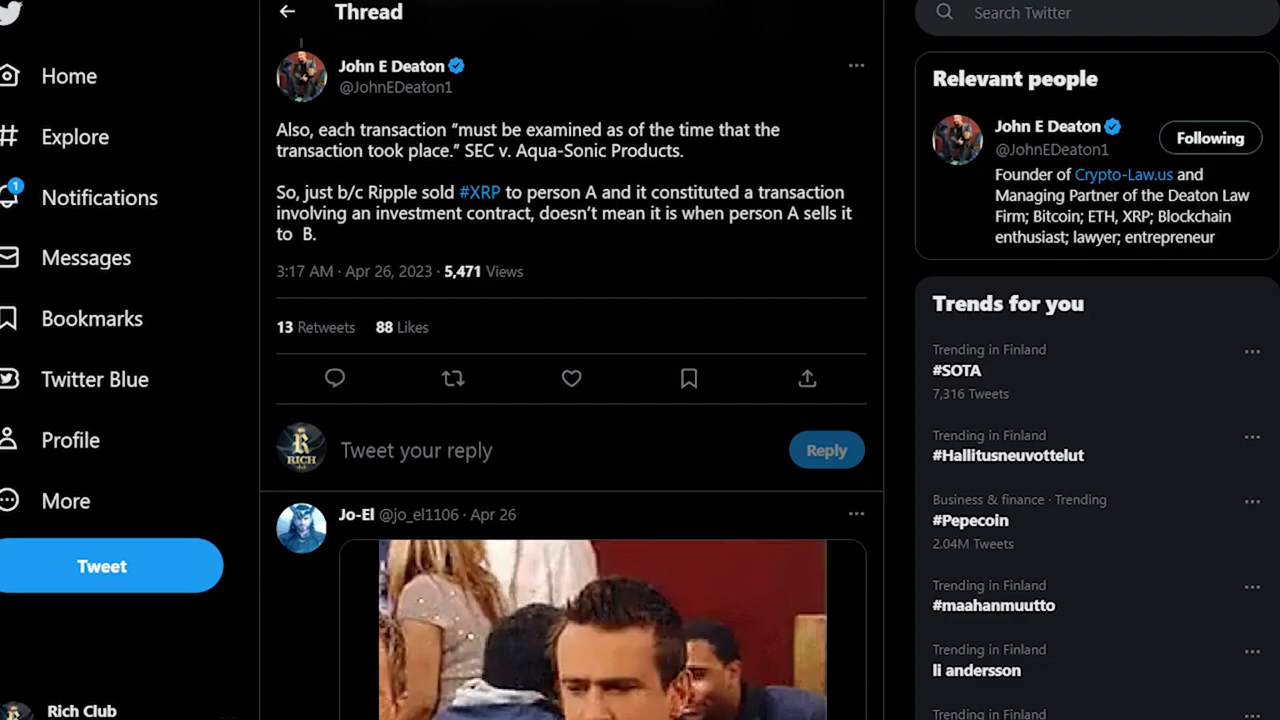 Home
Explore
1
Notifications
Messages
Bookmarks
Twitter Blue
Profile
More
Tweet
Rich Club
Thread
John E Deaton
@JohnEDeaton1
Also, each transaction "must be examined as of the time that the
transaction took place." SEC v. Aqua-Sonic Products.
So, just b/c Ripple sold #XRP to person A and it constituted a transaction
involving an investment contract, doesn't mean it is when person A sells it
to B.
3:17 AM · Apr 26, 2023 · 5,471 Views
13 Retweets 88 Likes
R
RICH
Tweet your reply
Reply
Jo-El @jo_el1106 · Apr 26
Search Twitter
Relevant people
John E Deaton
@JohnEDeaton1
Following
Founder of Crypto-Law.us and
Managing Partner of the Deaton Law
Firm; Bitcoin; ETH, XRP; Blockchain
enthusiast; lawyer; entrepreneur
Trends for you
Trending in Finland
#SOTA
7,316 Tweets
Trending in Finland
#Hallitusneuvottelut
Business & finance · Trending
#Pepecoin
2.04M Tweets
Trending in Finland
#maahanmuutto
Trending in Finland
li andersson
Trending in Finland